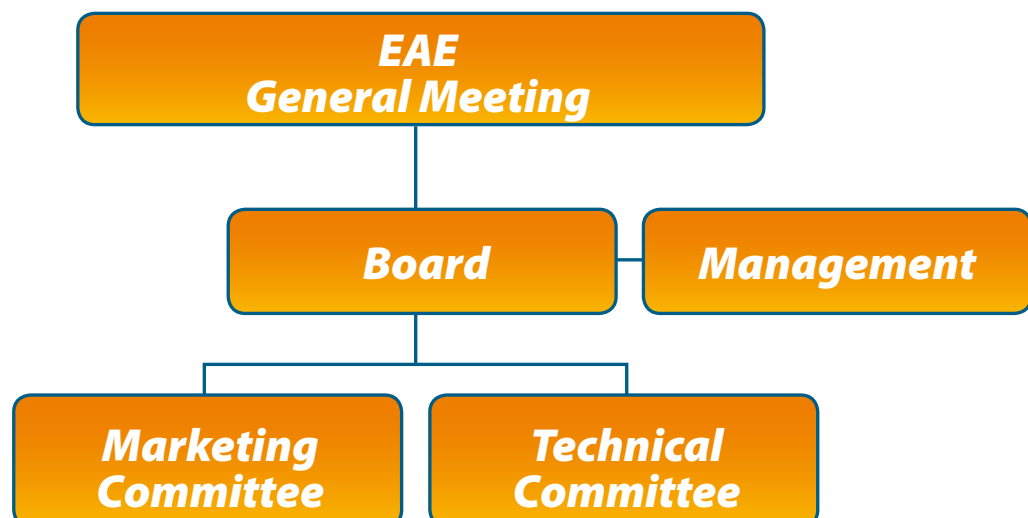 EAE
General Meeting
Board
Management
Marketing
Committee
Technical
Committee